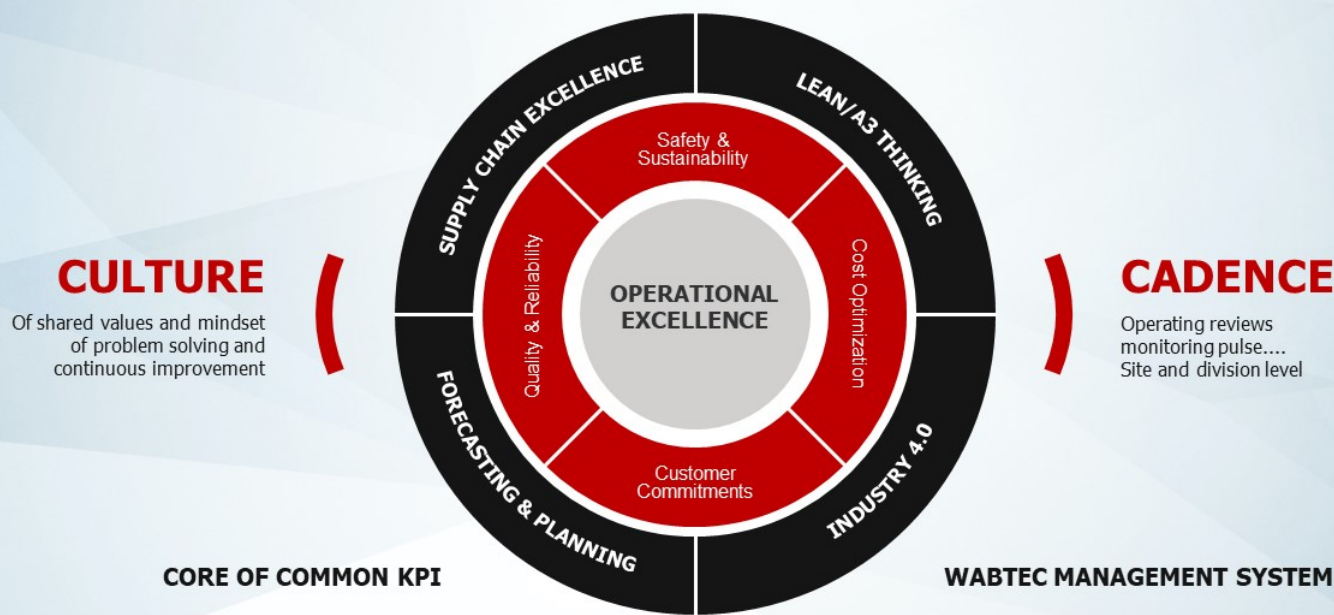 SUPPLY CHAIN EXCELLENCE
LEAN/A3 THINKING
Safety &
Sustainability
Quality & Reliability
Cost Optimization
OPERATIONAL
EXCELLENCE
CULTURE
Of shared values and mindset
of problem solving and
continuous improvement
CADENCE
Operating reviews
monitoring pulse....
Site and division level
Customer
Commitments
FORECASTING & PLANNING
INDUSTRY 4.0
CORE OF COMMON KPI
WABTEC MANAGEMENT SYSTEM